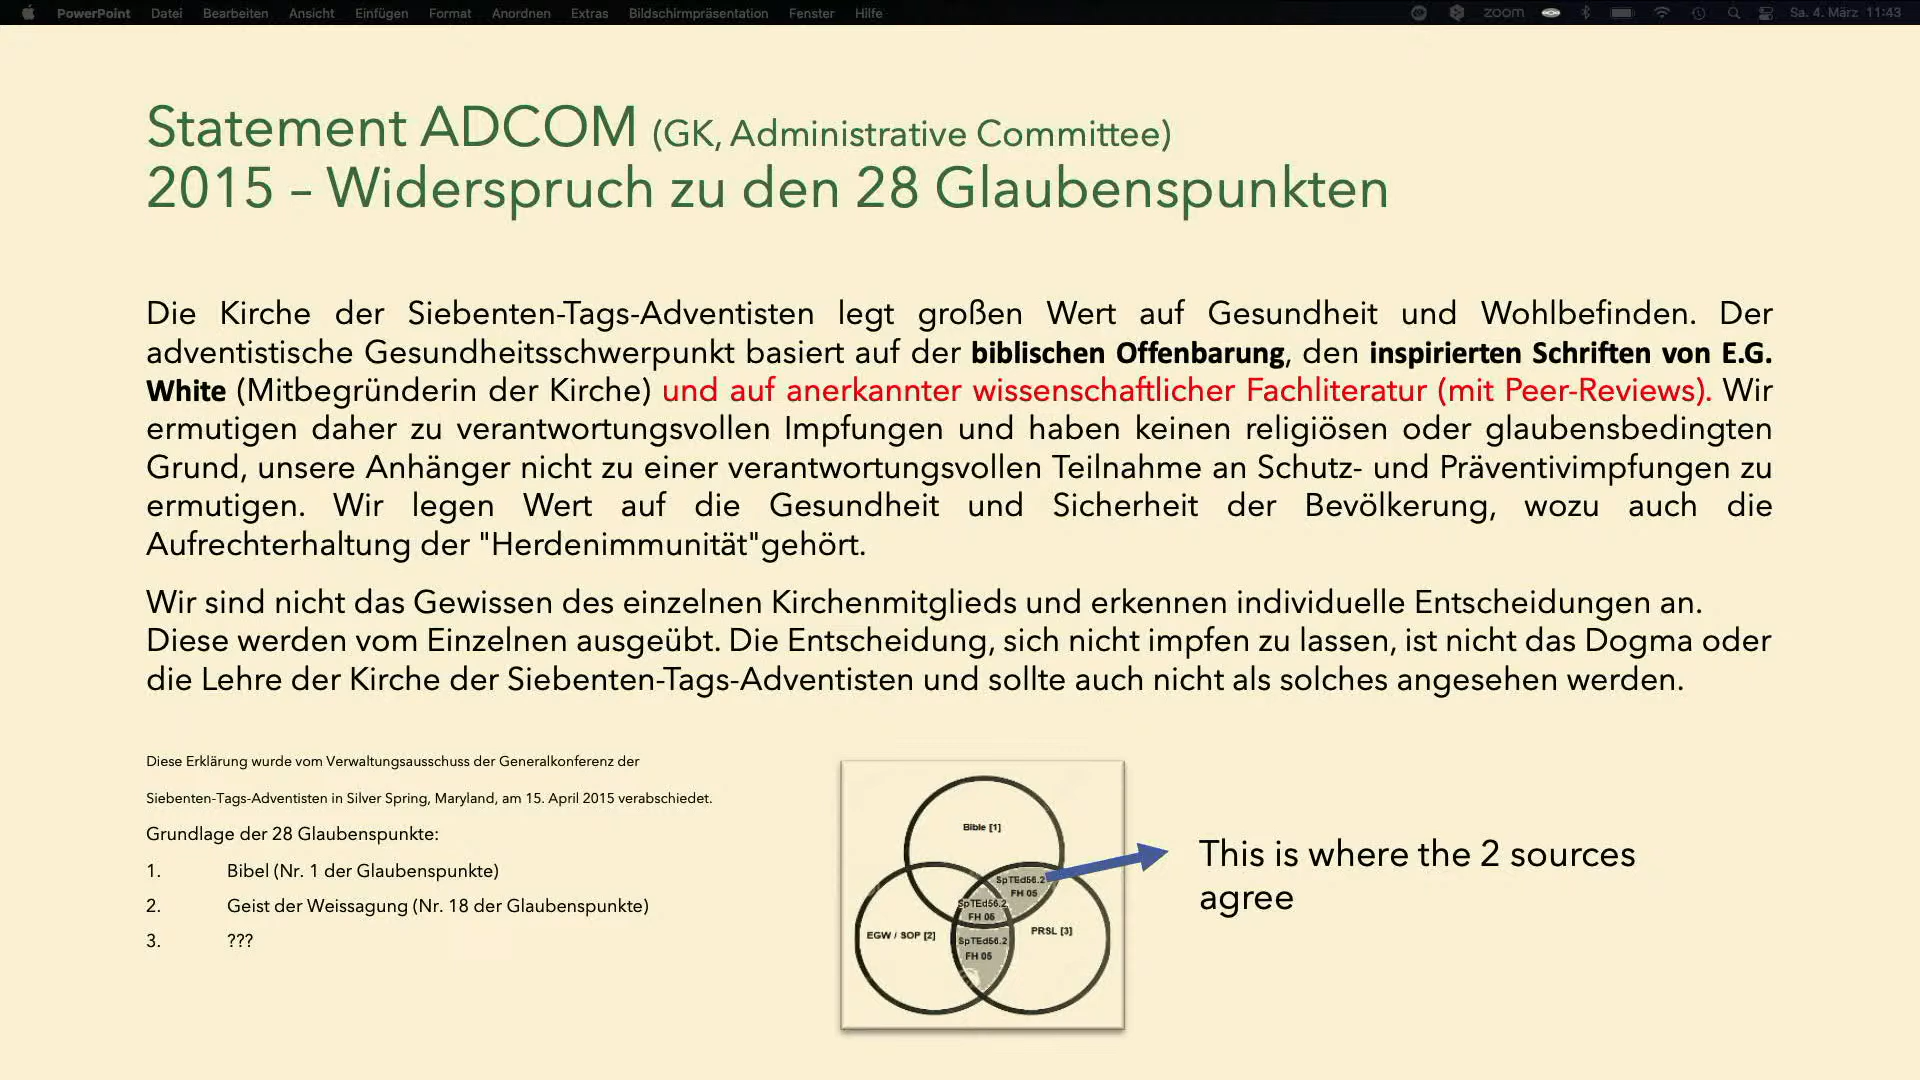 PowerPoint Datei Bearbeiten Ansicht Einfügen Format Anordnen Extras Bildschirmpräsentation Fenster Hilfe zoom Sa. 4. März 11:43
Statement ADCOM (GK, Administrative Committee)
2015 – Widerspruch zu den 28 Glaubenspunkten
Die Kirche der Siebenten-Tags-Adventisten legt großen Wert auf Gesundheit und Wohlbefinden. Der
adventistische Gesundheitsschwerpunkt basiert auf der biblischen Offenbarung, den inspirierten Schriften von E.G.
White (Mitbegründerin der Kirche) und auf anerkannter wissenschaftlicher Fachliteratur (mit Peer-Reviews). Wir
ermutigen daher zu verantwortungsvollen Impfungen und haben keinen religiösen oder glaubensbedingten
Grund, unsere Anhänger nicht zu einer verantwortungsvollen Teilnahme an Schutz- und Präventivimpfungen zu
ermutigen. Wir legen Wert auf die Gesundheit und Sicherheit der Bevölkerung, wozu auch die
Aufrechterhaltung der "Herdenimmunität"gehört.
Wir sind nicht das Gewissen des einzelnen Kirchenmitglieds und erkennen individuelle Entscheidungen an.
Diese werden vom Einzelnen ausgeübt. Die Entscheidung, sich nicht impfen zu lassen, ist nicht das Dogma oder
die Lehre der Kirche der Siebenten-Tags-Adventisten und sollte auch nicht als solches angesehen werden.
Diese Erklärung wurde vom Verwaltungsausschuss der Generalkonferenz der
Siebenten-Tags-Adventisten in Silver Spring, Maryland, am 15. April 2015 verabschiedet.
Grundlage der 28 Glaubenspunkte:
1. Bibel (Nr. 1 der Glaubenspunkte)
2. Geist der Weissagung (Nr. 18 der Glaubenspunkte)
3. ???
Bible [1]
SpTEd56.2
FH 05
SpTEd56.2
FH 05
EGW / SOP [2]
PRSL [3]
SpTEd56.2
FH 05
This is where the 2 sources
agree